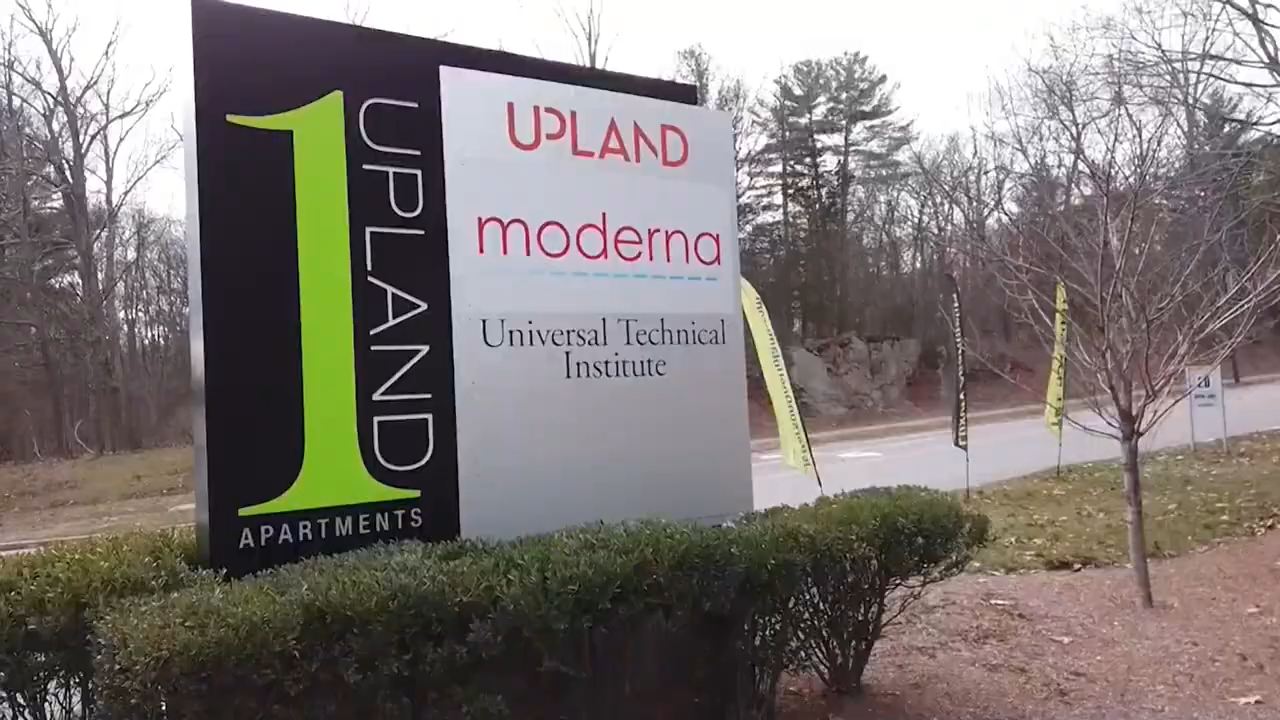 1
UPLAND
APARTMENTS
UPLAND
moderna
Universal Technical
Institute